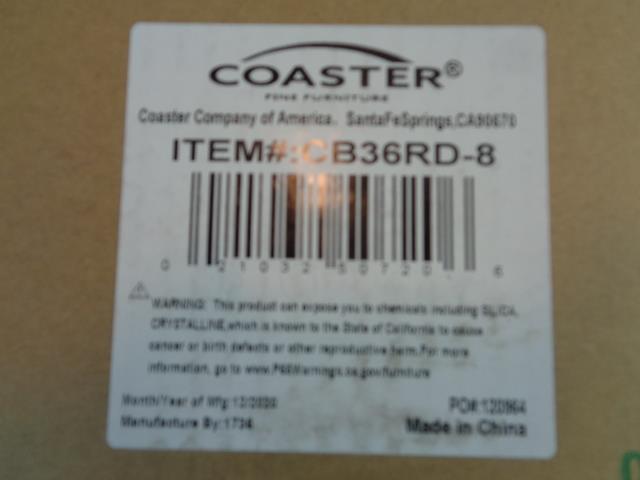 COASTER®
FINE FURNITURE
Coaster Company of America. SantaFeSprings,CA90670
ITEM#:CB36RD-8
0 21032 50720 6
WARNING: This product can expose you to chemicals including SILICA,
CRYSTALLINE,which is known to the State of California to cause
cancer or birth defects or other reproductive harm.For more
information, go to www.P65Warnings.ca.gov/furniture
Month/Year of Mfg:12/2020
PO#:120964
Manufacture By:1736
Made in China